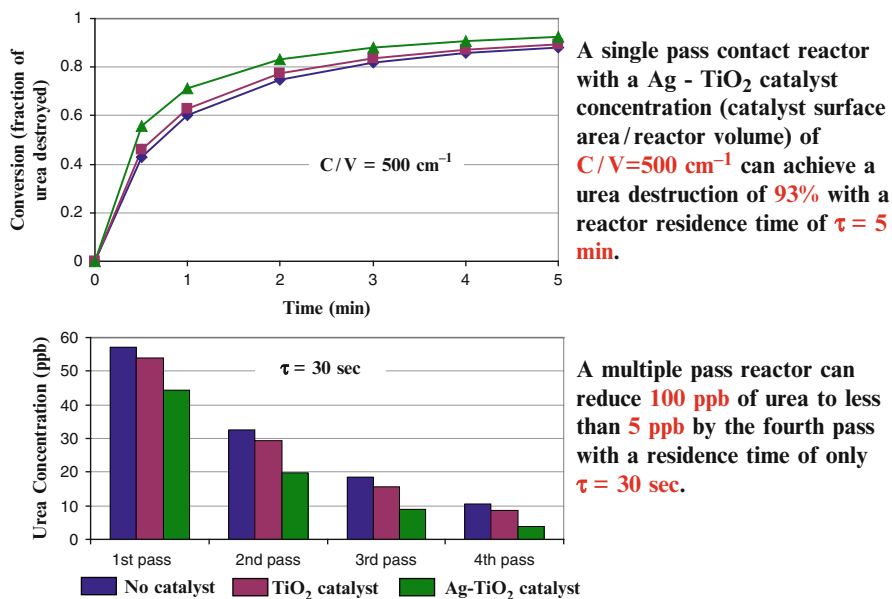 1
0.8
0.6
0.4
0.2
0
Conversion (fraction of
urea destroyed)
C / V = 500 cm⁻¹
0 1 2 3 4 5
Time (min)
A single pass contact reactor
with a Ag - TiO₂ catalyst
concentration (catalyst surface
area / reactor volume) of
C / V=500 cm⁻¹ can achieve a
urea destruction of 93% with a
reactor residence time of τ = 5
min.
60
50
40
30
20
10
0
Urea Concentration (ppb)
τ = 30 sec
1st pass 2nd pass 3rd pass 4th pass
No catalyst TiO₂ catalyst Ag-TiO₂ catalyst
A multiple pass reactor can
reduce 100 ppb of urea to less
than 5 ppb by the fourth pass
with a residence time of only
τ = 30 sec.